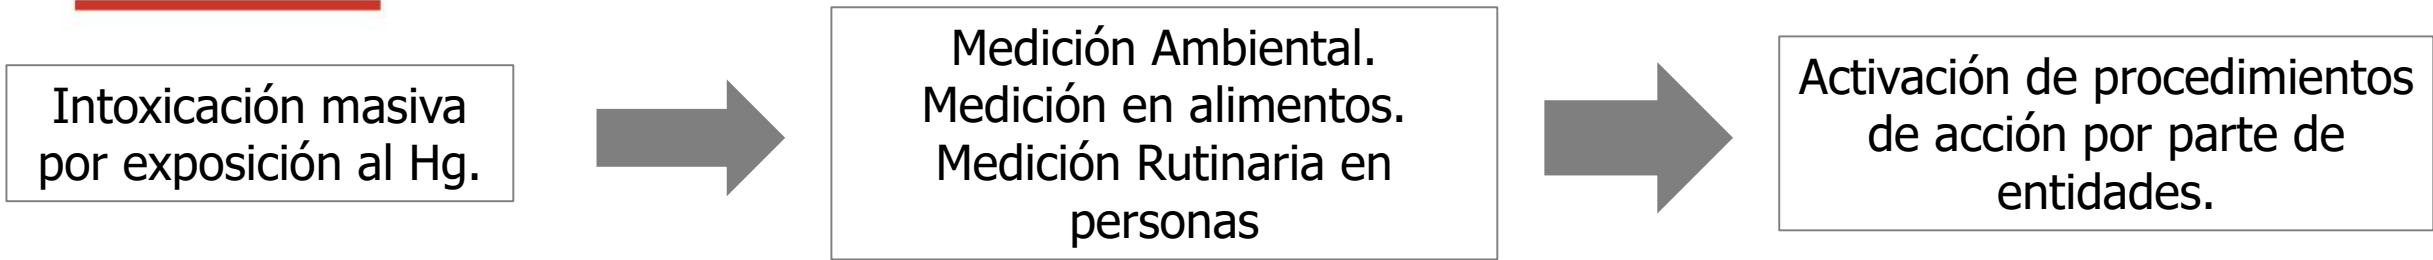 Intoxicación masiva
por exposición al Hg.
Medición Ambiental.
Medición en alimentos.
Medición Rutinaria en
personas
Activación de procedimientos
de acción por parte de
entidades.